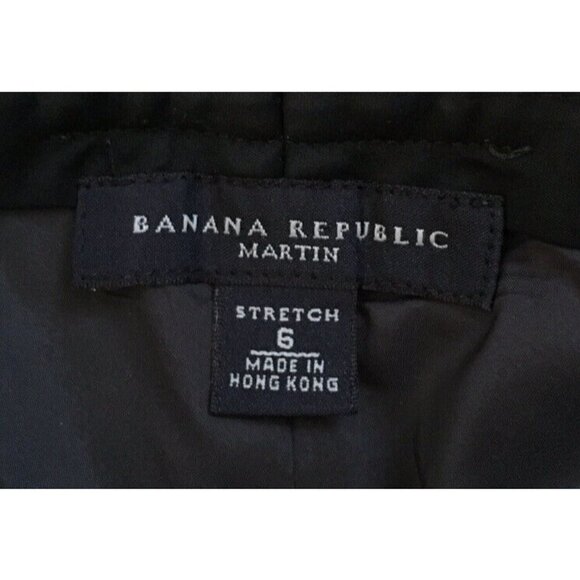 BANANA REPUBLIC
MARTIN
STRETCH
6
MADE IN
HONG KONG